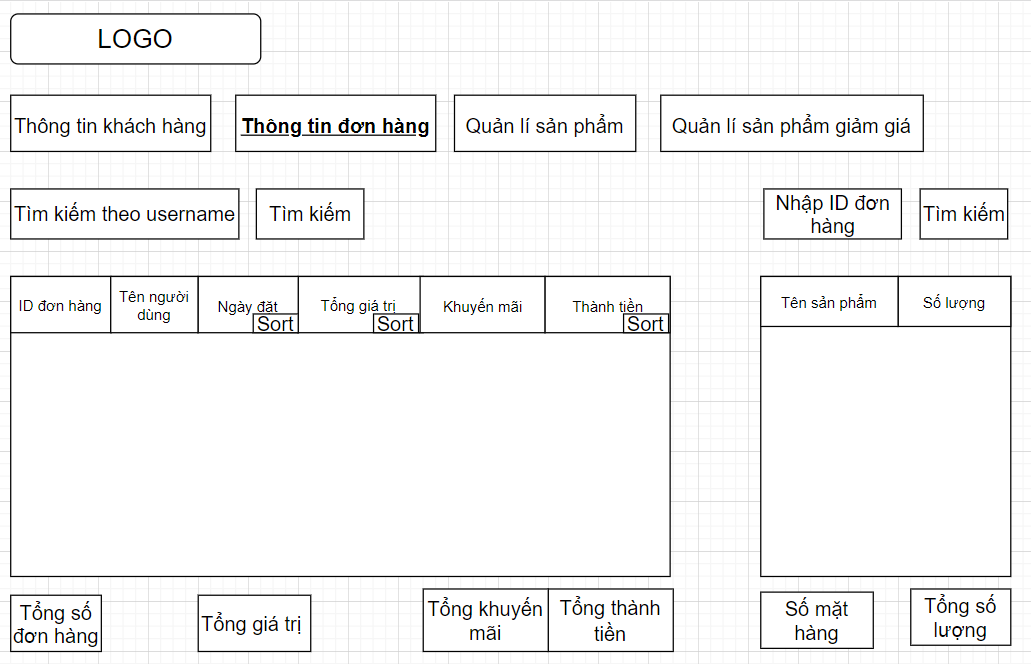 LOGO
Thông tin khách hàng
Thông tin đơn hàng
Quản lí sản phẩm
Quản lí sản phẩm giảm giá
Tìm kiếm theo username
Tìm kiếm
Nhập ID đơn
hàng
Tìm kiếm
ID đơn hàng
Tên người
dùng
Ngày đặt
Sort
Tổng giá trị
Sort
Khuyến mãi
Thành tiền
Sort
Tên sản phẩm
Số lượng
Tổng số
đơn hàng
Tổng giá trị
Tổng khuyến
mãi
Tổng thành
tiền
Số mặt
hàng
Tổng số
lượng